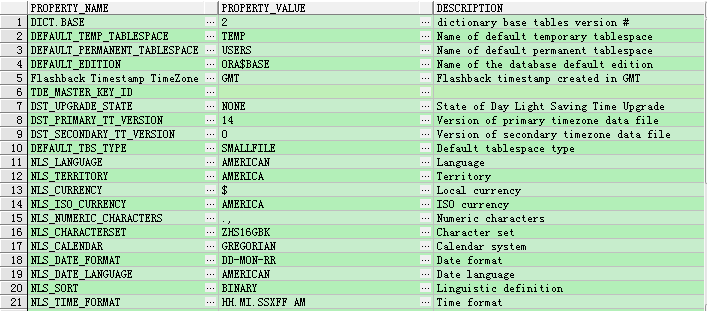 PROPERTY_NAME PROPERTY_VALUE DESCRIPTION
1 DICT.BASE ... 2 ... dictionary base tables version #
2 DEFAULT_TEMP_TABLESPACE ... TEMP ... Name of default temporary tablespace
3 DEFAULT_PERMANENT_TABLESPACE ... USERS ... Name of default permanent tablespace
4 DEFAULT_EDITION ... ORA$BASE ... Name of the database default edition
5 Flashback Timestamp TimeZone ... GMT ... Flashback timestamp created in GMT
6 TDE_MASTER_KEY_ID ... ...
7 DST_UPGRADE_STATE ... NONE ... State of Day Light Saving Time Upgrade
8 DST_PRIMARY_TT_VERSION ... 14 ... Version of primary timezone data file
9 DST_SECONDARY_TT_VERSION ... 0 ... Version of secondary timezone data file
10 DEFAULT_TBS_TYPE ... SMALLFILE ... Default tablespace type
11 NLS_LANGUAGE ... AMERICAN ... Language
12 NLS_TERRITORY ... AMERICA ... Territory
13 NLS_CURRENCY ... $ ... Local currency
14 NLS_ISO_CURRENCY ... AMERICA ... ISO currency
15 NLS_NUMERIC_CHARACTERS ... ., ... Numeric characters
16 NLS_CHARACTERSET ... ZHS16GBK ... Character set
17 NLS_CALENDAR ... GREGORIAN ... Calendar system
18 NLS_DATE_FORMAT ... DD-MON-RR ... Date format
19 NLS_DATE_LANGUAGE ... AMERICAN ... Date language
20 NLS_SORT ... BINARY ... Linguistic definition
21 NLS_TIME_FORMAT ... HH.MI.SSXFF AM ... Time format